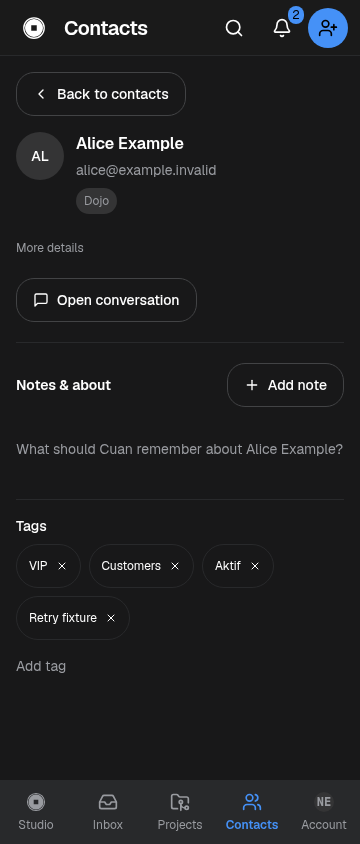 Contacts
2
Back to contacts
AL
Alice Example
alice@example.invalid
Dojo
More details
Open conversation
Notes & about
Add note
What should Cuan remember about Alice Example?
Tags
VIP
Customers
Aktif
Retry fixture
Add tag
NE
Studio
Inbox
Projects
Contacts
Account